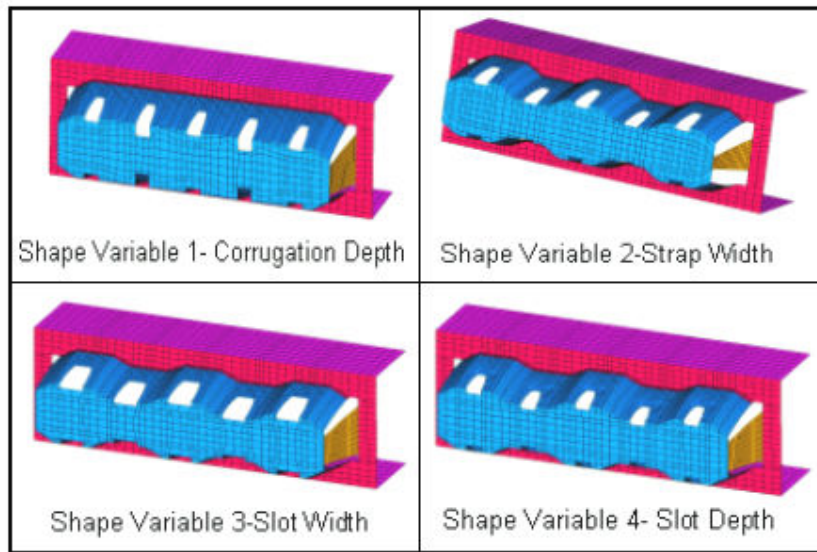 Shape Variable 1- Corrugation Depth
Shape Variable 2-Strap Width
Shape Variable 3-Slot Width
Shape Variable 4- Slot Depth